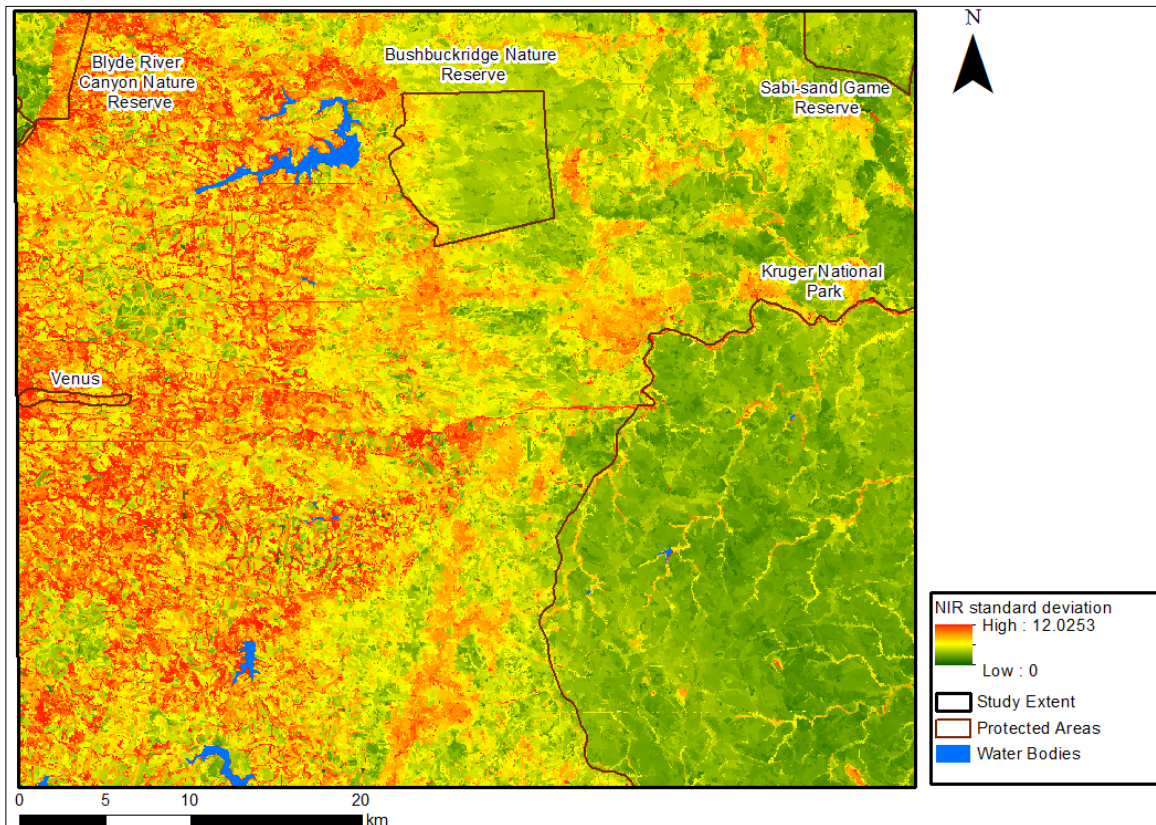 N
Blyde River
Canyon Nature
Reserve
Bushbuckridge Nature
Reserve
Sabi-sand Game
Reserve
Kruger National
Park
Venus
NIR standard deviation
High : 12.0253
Low : 0
Study Extent
Protected Areas
Water Bodies
0 5 10 20
km